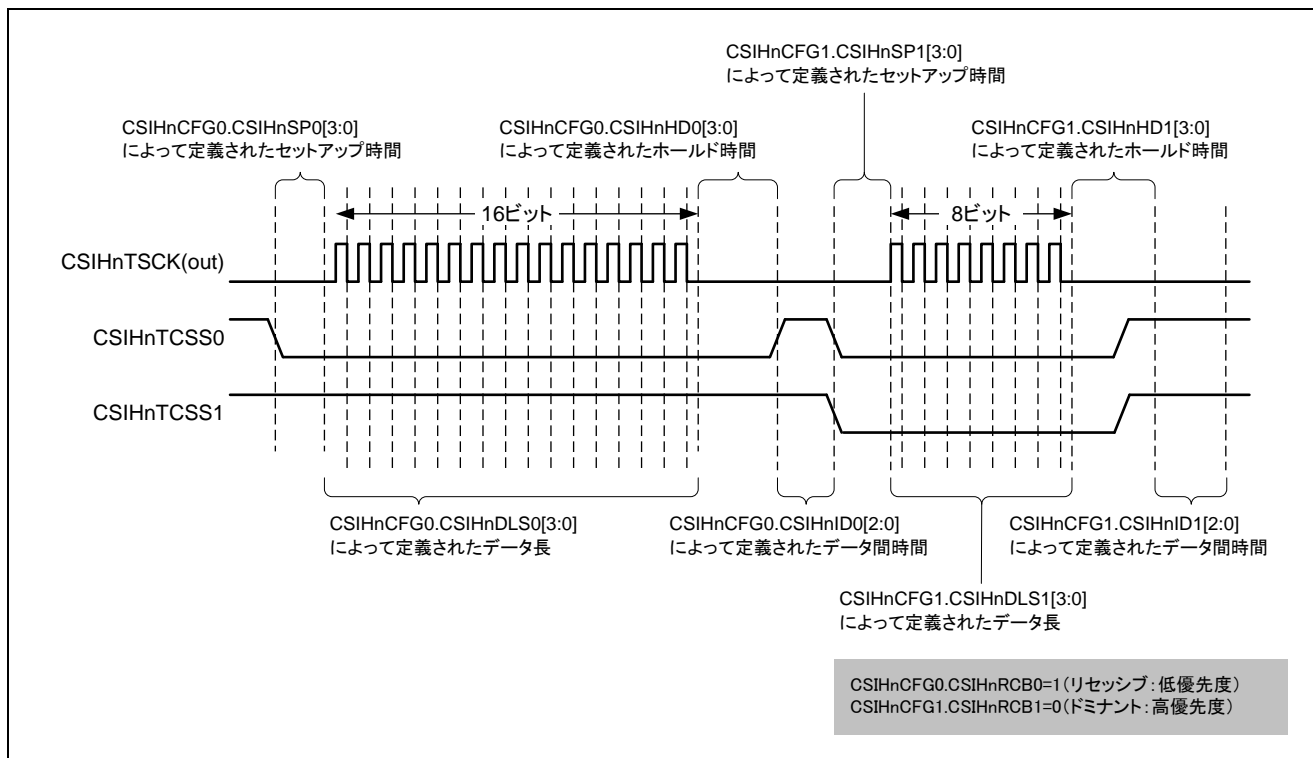 CSIHnCFG1.CSIHnSP1[3:0]
によって定義されたセットアップ時間
CSIHnCFG0.CSIHnSP0[3:0]
によって定義されたセットアップ時間
CSIHnCFG0.CSIHnHD0[3:0]
によって定義されたホールド時間
CSIHnCFG1.CSIHnHD1[3:0]
によって定義されたホールド時間
16ビット
8ビット
CSIHnTSCK(out)
CSIHnTCSS0
CSIHnTCSS1
CSIHnCFG0.CSIHnDLS0[3:0]
によって定義されたデータ長
CSIHnCFG0.CSIHnID0[2:0]
によって定義されたデータ間時間
CSIHnCFG1.CSIHnID1[2:0]
によって定義されたデータ間時間
CSIHnCFG1.CSIHnDLS1[3:0]
によって定義されたデータ長
CSIHnCFG0.CSIHnRCB0=1(リセッシブ:低優先度)
CSIHnCFG1.CSIHnRCB1=0(ドミナント:高優先度)